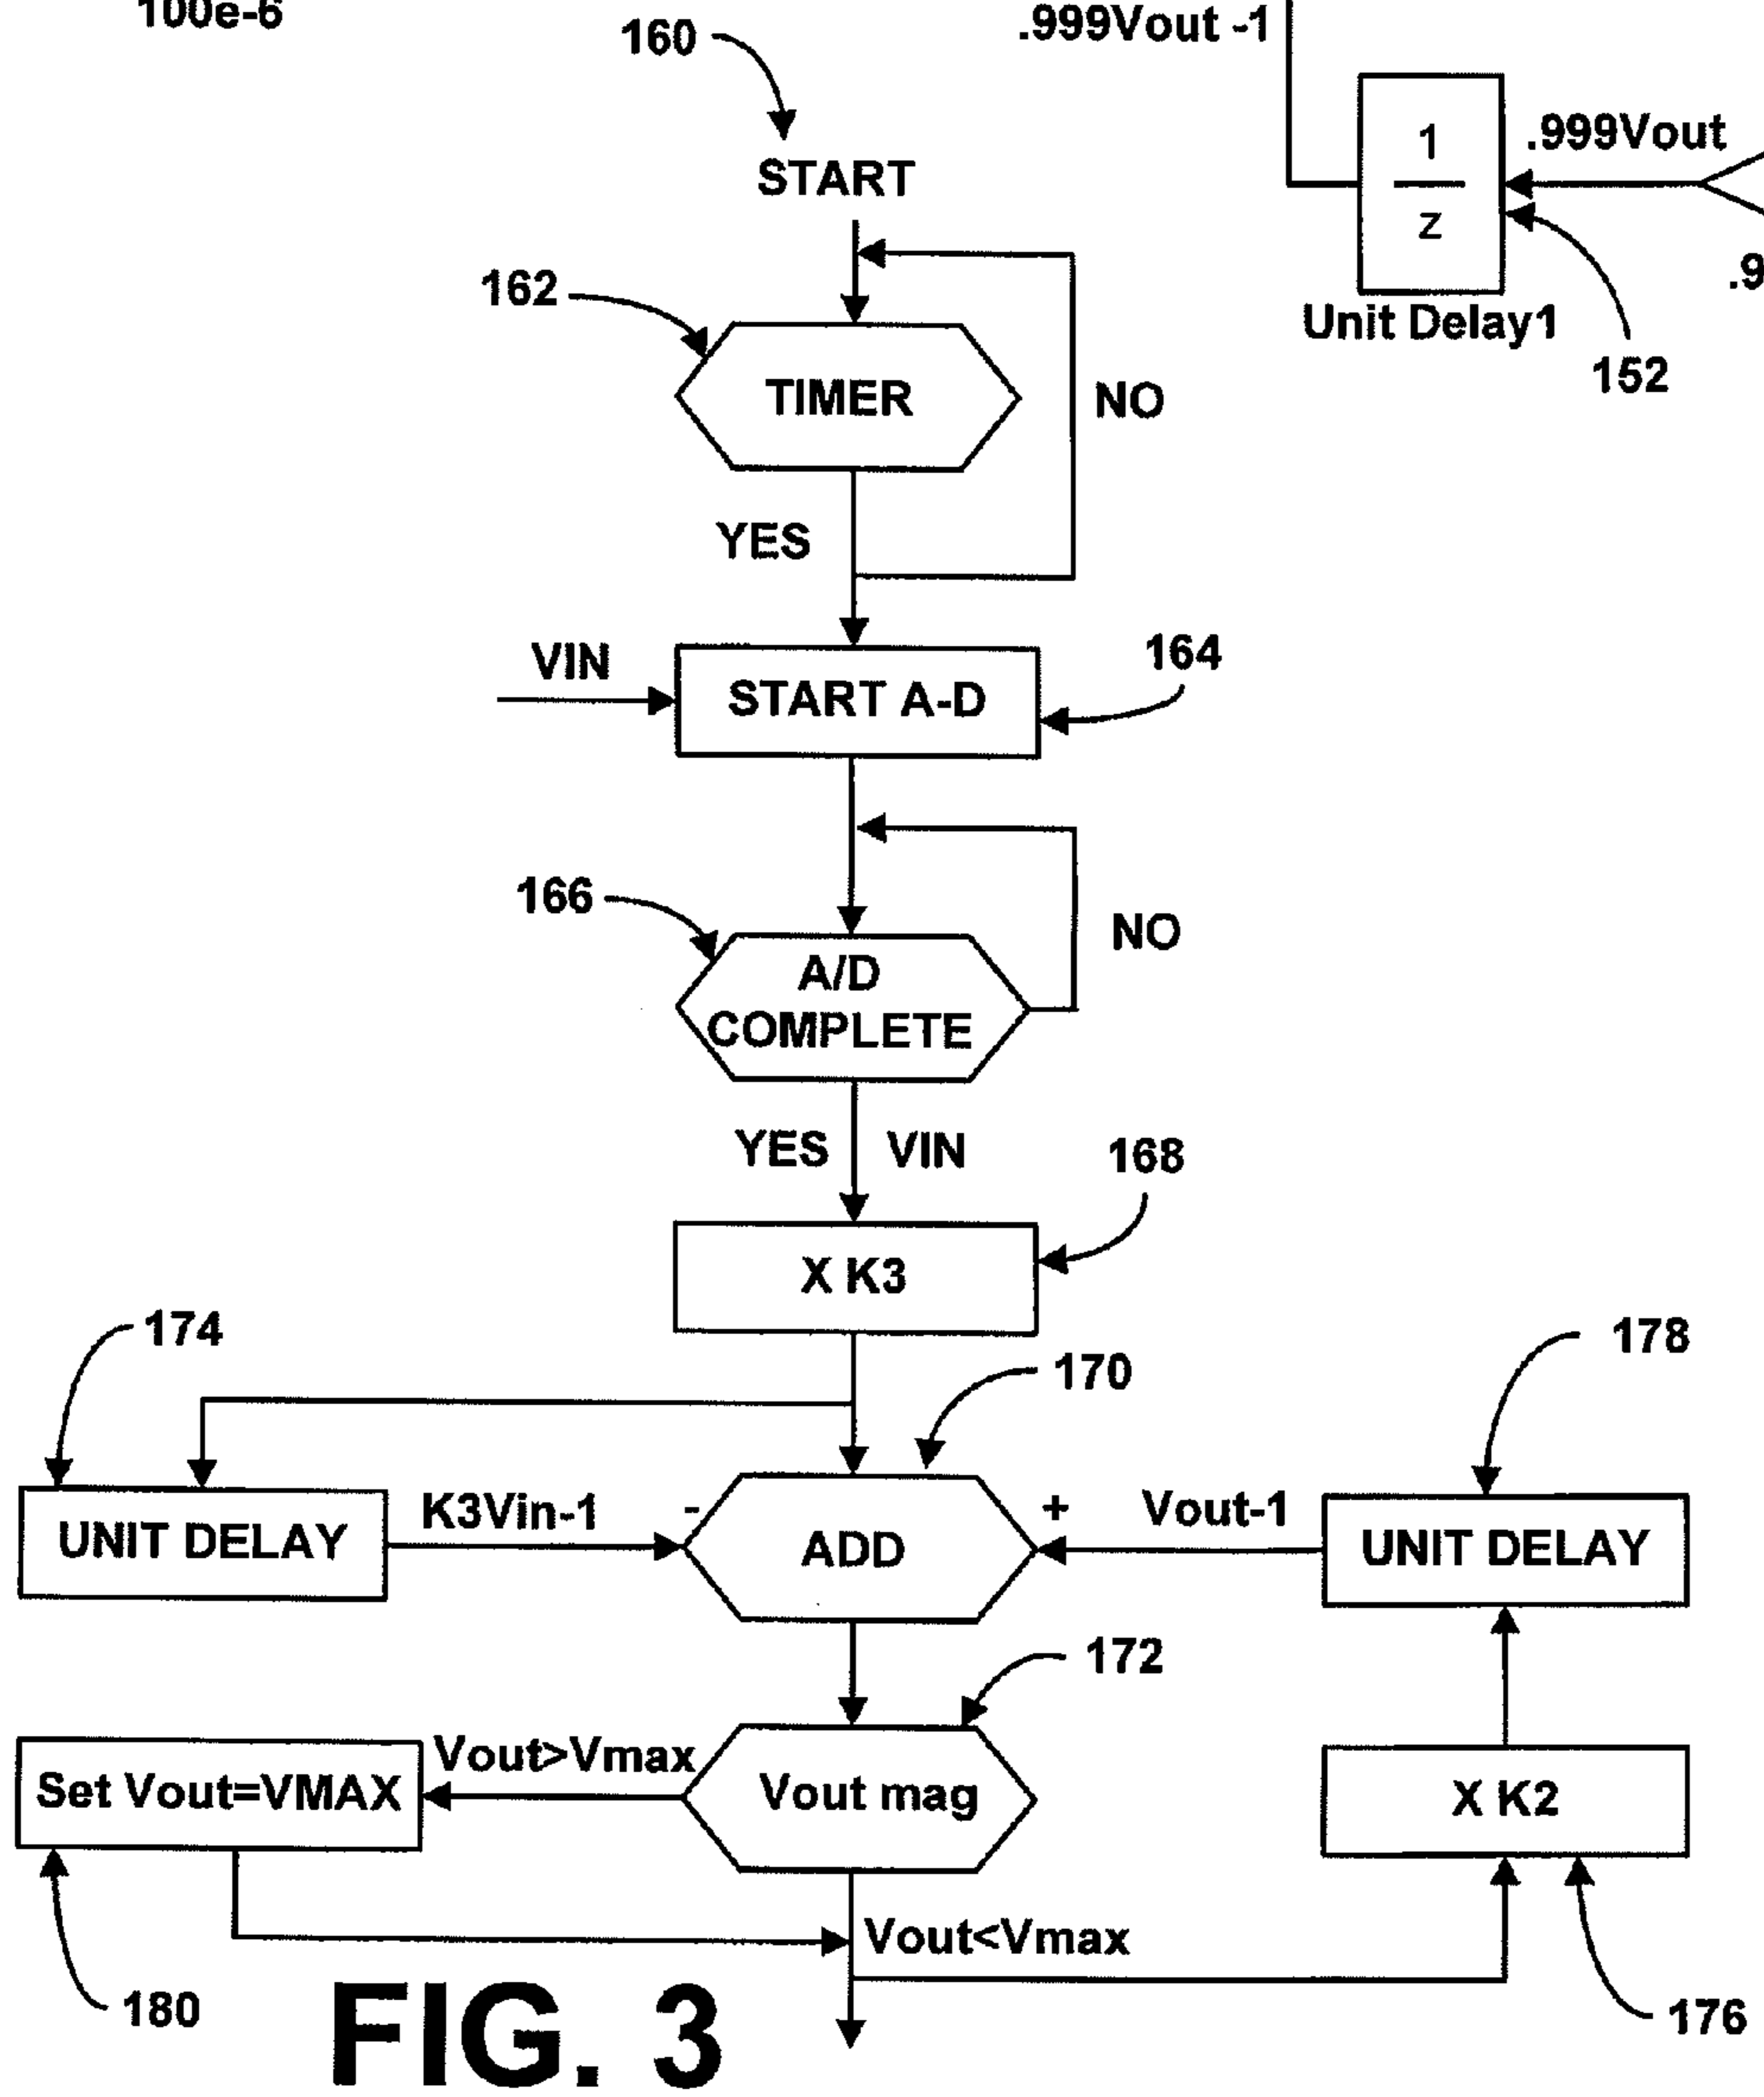 100e-6
160
.999Vout -1
START
1
z
.999Vout
.9
Unit Delay1
152
162
TIMER
NO
YES
VIN
START A-D
164
166
A/D
COMPLETE
NO
YES VIN
168
X K3
174
170
178
UNIT DELAY
K3Vin-1
-
ADD
+
Vout-1
UNIT DELAY
172
Set Vout=VMAX
Vout>Vmax
Vout mag
X K2
Vout<Vmax
180
176
FIG. 3